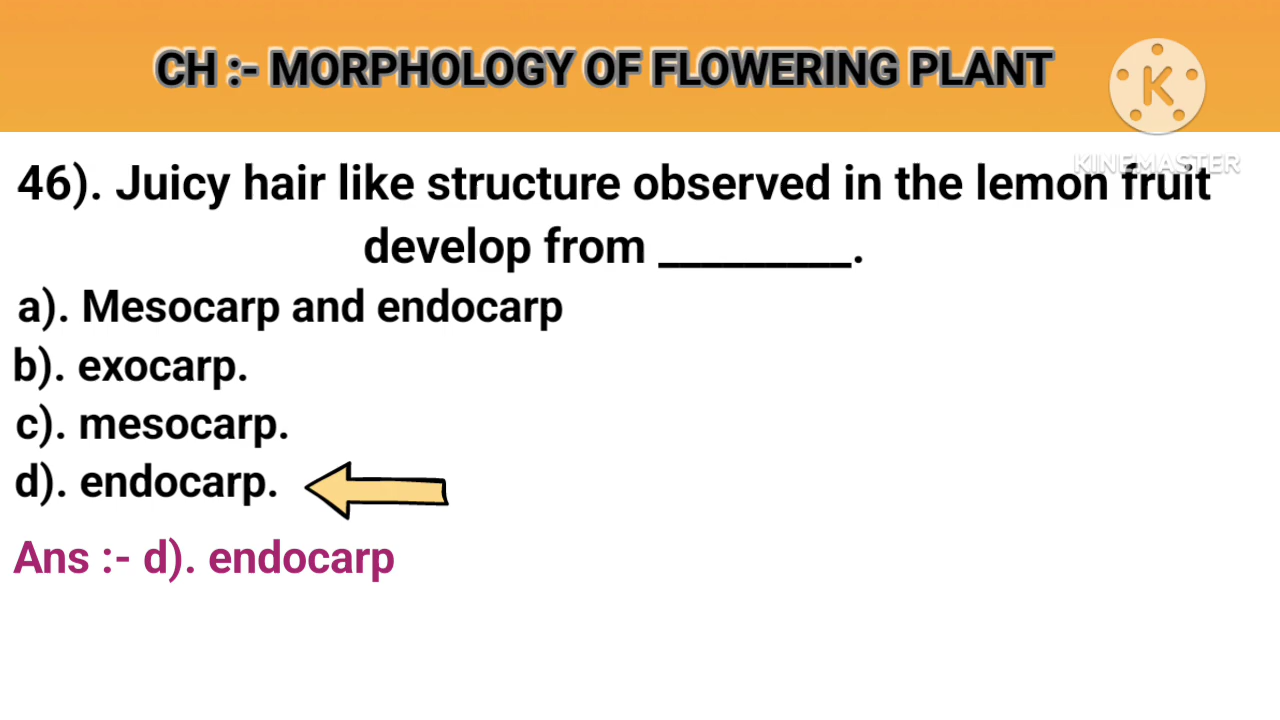 CH :- MORPHOLOGY OF FLOWERING PLANT
K
KINEMASTER
46). Juicy hair like structure observed in the lemon fruit
develop from _________.
a). Mesocarp and endocarp
b). exocarp.
c). mesocarp.
d). endocarp.
Ans :- d). endocarp